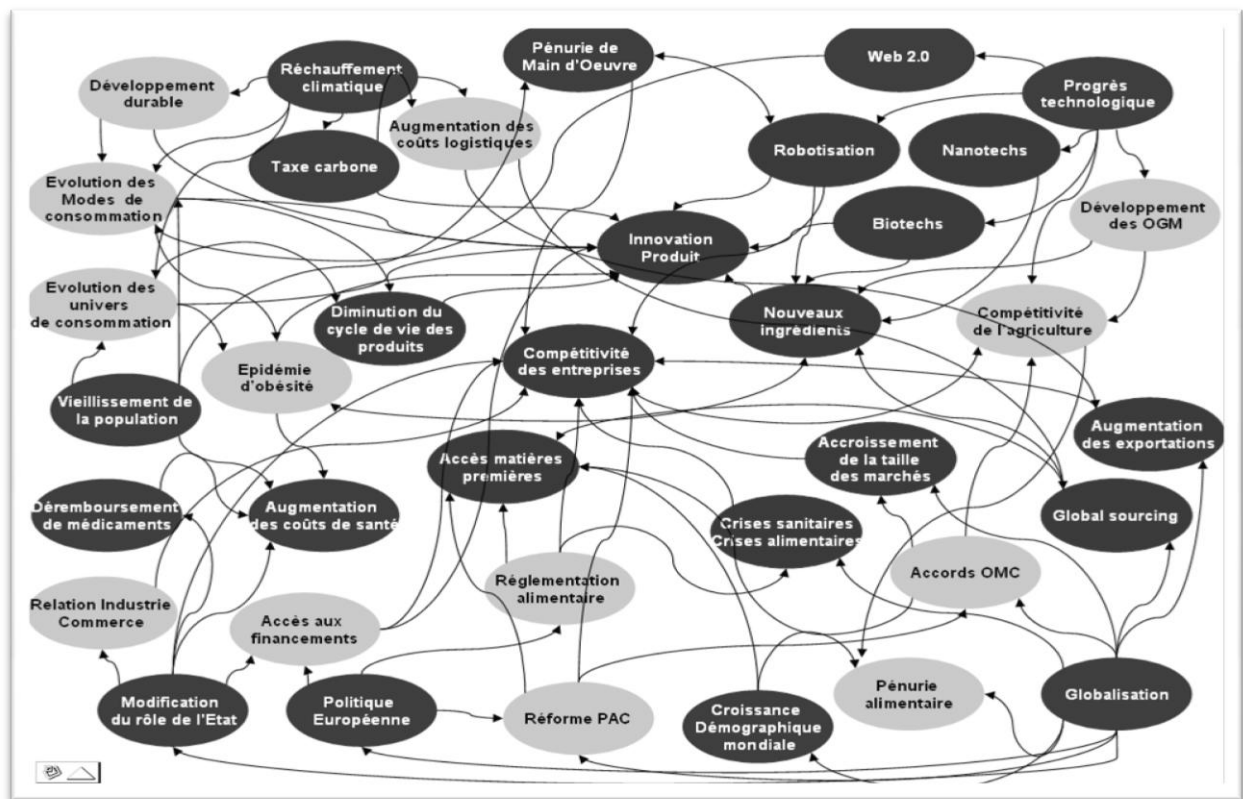 Développement
durable
Réchauffement
climatique
Pénurie de
Main d'Oeuvre
Web 2.0
Progrès
technologique
Augmentation des
coûts logistiques
Taxe carbone
Robotisation
Nanotechs
Evolution des
Modes de
consommation
Innovation
Produit
Biotechs
Développement
des OGM
Evolution des
univers
de consommation
Diminution du
cycle de vie des
produits
Nouveaux
ingrédients
Compétitivité
de l'agriculture
Epidémie
d'obésité
Compétitivité
des entreprises
Vieillissement de
la population
Augmentation
des exportations
Accès matières
premières
Accroissement
de la taille
des marchés
Déremboursement
de médicaments
Augmentation
des coûts de santé
Crises sanitaires
Crises alimentaires
Global sourcing
Relation Industrie
Commerce
Accès aux
financements
Réglementation
alimentaire
Accords OMC
Modification
du rôle de l'Etat
Politique
Européenne
Réforme PAC
Croissance
Démographique
mondiale
Pénurie
alimentaire
Globalisation